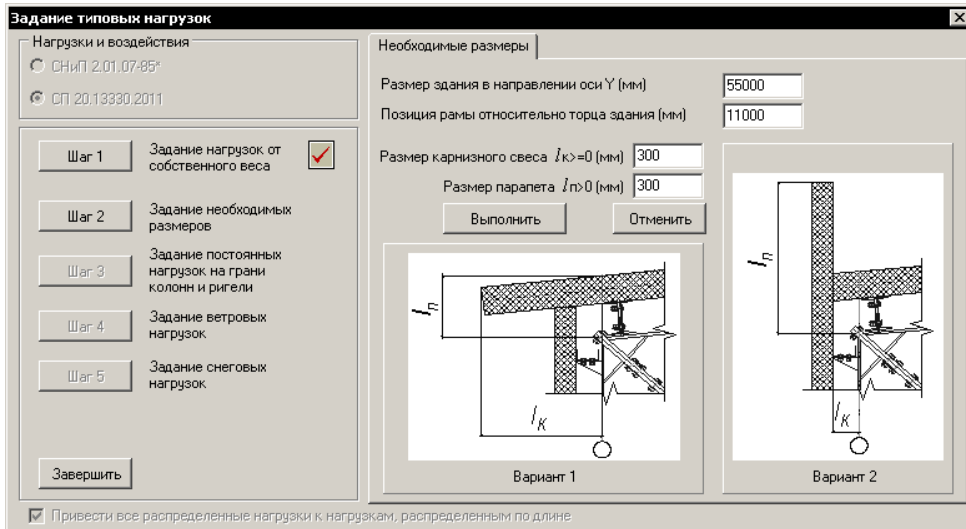 Задание типовых нагрузок
Нагрузки и воздействия
СНиП 2.01.07-85*
СП 20.13330.2011
Шаг 1
Задание нагрузок от
собственного веса
Шаг 2
Задание необходимых
размеров
Шаг 3
Задание постоянных
нагрузок на грани
колонн и ригели
Шаг 4
Задание ветровых
нагрузок
Шаг 5
Задание снеговых
нагрузок
Завершить
Необходимые размеры
Размер здания в направлении оси Y (мм) 55000
Позиция рамы относительно торца здания (мм) 11000
Размер карнизного свеса lк>=0 (мм) 300
Размер парапета lп>0 (мм) 300
Выполнить Отменить
lп
lк
Вариант 1
lп
lк
Вариант 2
Привести все распределенные нагрузки к нагрузкам, распределенным по длине